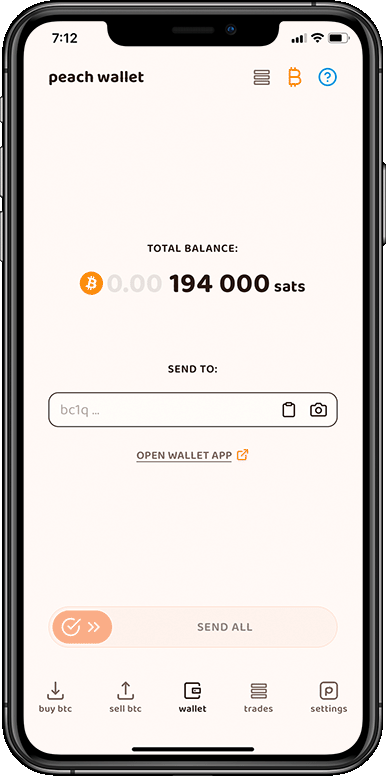 7:12
peach wallet
TOTAL BALANCE:
0.00 194 000 sats
SEND TO:
bc1q ...
OPEN WALLET APP
SEND ALL
buy btc sell btc wallet trades settings